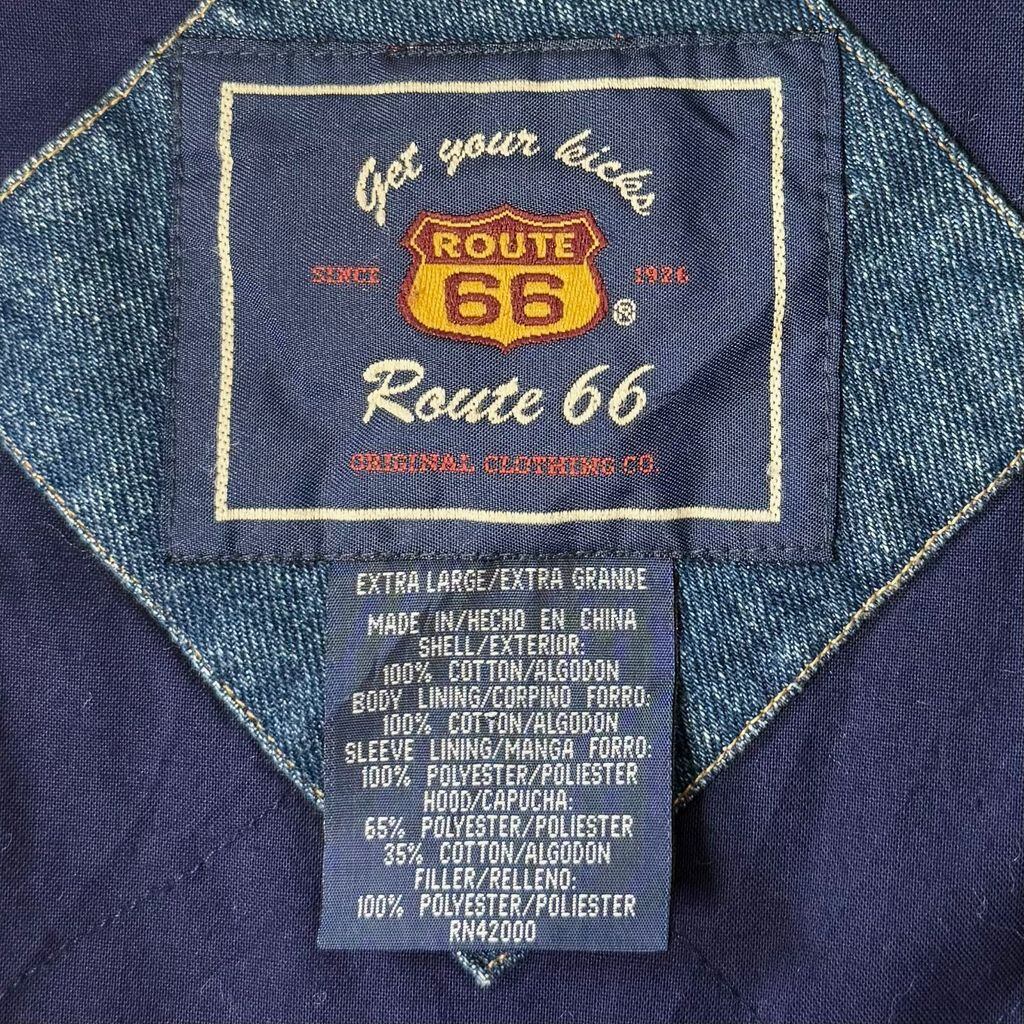 Get your kicks
ROUTE
SINCE 66 1926
®
Route 66
ORIGINAL CLOTHING CO.
EXTRA LARGE/EXTRA GRANDE
MADE IN/HECHO EN CHINA
SHELL/EXTERIOR:
100% COTTON/ALGODON
BODY LINING/CORPINO FORRO:
100% COTTON/ALGODON
SLEEVE LINING/MANGA FORRO:
100% POLYESTER/POLIESTER
HOOD/CAPUCHA:
65% POLYESTER/POLIESTER
35% COTTON/ALGODON
FILLER/RELLENO:
100% POLYESTER/POLIESTER
RN42000